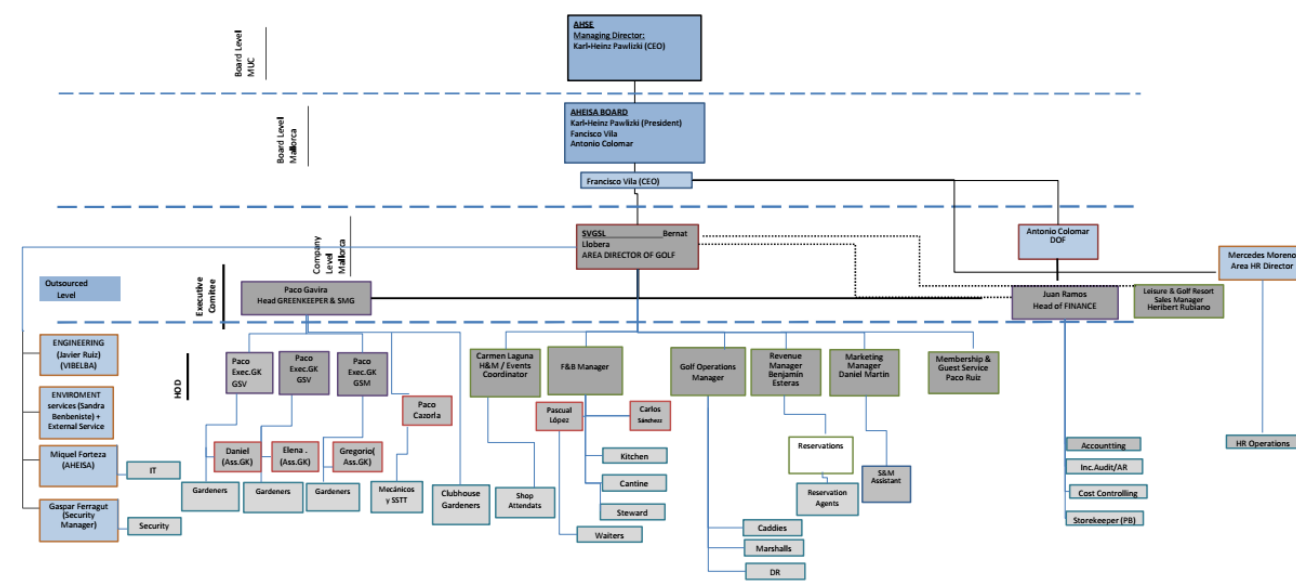 AHSE
Managing Director:
Karl-Heinz Pawlizki (CEO)
Board Level
MUC
AHEISA BOARD
Karl-Heinz Pawlizki (President)
Fancisco Vila
Antonio Colomar
Board Level
Mallorca
Francisco Vila (CEO)
Company
Level
Mallorca
SVGSL Bernat
Llobera
AREA DIRECTOR OF GOLF
Antonio Colomar
DOF
Mercedes Moreno
Area HR Director
Outsourced
Level
Executive
Comitee
Paco Gavira
Head GREENKEEPER & SMG
Juan Ramos
Head of FINANCE
Leisure & Golf Resort
Sales Manager
Heribert Rubiano
ENGINEERING
(Javier Ruiz)
(VIBELBA)
HOD
Paco
Exec.GK
GSV
Paco
Exec.GK
GSV
Paco
Exec.GK
GSM
Carmen Laguna
H&M / Events
Coordinator
F&B Manager
Golf Operations
Manager
Revenue
Manager
Benjamín
Esteras
Marketing
Manager
Daniel Martin
Membership &
Guest Service
Paco Ruiz
ENVIROMENT
services (Sandra
Benbeniste) +
External Service
Paco
Cazorla
Pascual
López
Carlos
Sánchezz
Miquel Forteza
(AHEISA)
IT
Daniel
(Ass.GK)
Elena .
(Ass.GK)
Gregorio(
Ass.GK)
Kitchen
Reservations
Accountting
HR Operations
Gardeners
Gardeners
Gardeners
Mecánicos
y SSTT
Clubhouse
Gardeners
Shop
Attendats
Cantine
Reservation
Agents
S&M
Assistant
Inc.Audit/AR
Gaspar Ferragut
(Security
Manager)
Security
Steward
Cost Controlling
Waiters
Caddies
Storekeeper (PB)
Marshalls
DR